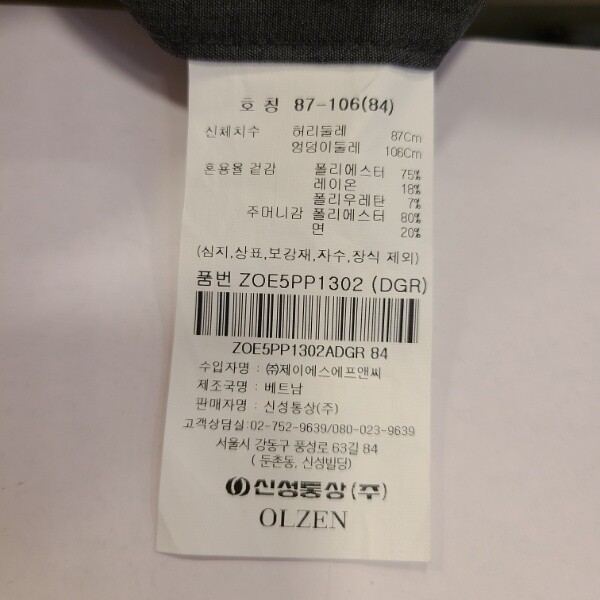 호 칭 87-106(84)
신체치수 허리둘레 87Cm
엉덩이둘레 106Cm
혼용율 겉감 폴리에스터 75%
레이온 18%
폴리우레탄 7%
주머니감 폴리에스터 80%
면 20%
(심지,상표,보강재,자수,장식 제외)
품번 ZOE5PP1302 (DGR)
ZOE5PP1302ADGR 84
수입자명 : ㈜제이에스에프앤씨
제조국명 : 베트남
판매자명 : 신성통상(주)
고객상담실:02-752-9639/080-023-9639
서울시 강동구 풍성로 63길 84
( 둔촌동, 신성빌딩)
신성통상(주)
OLZEN